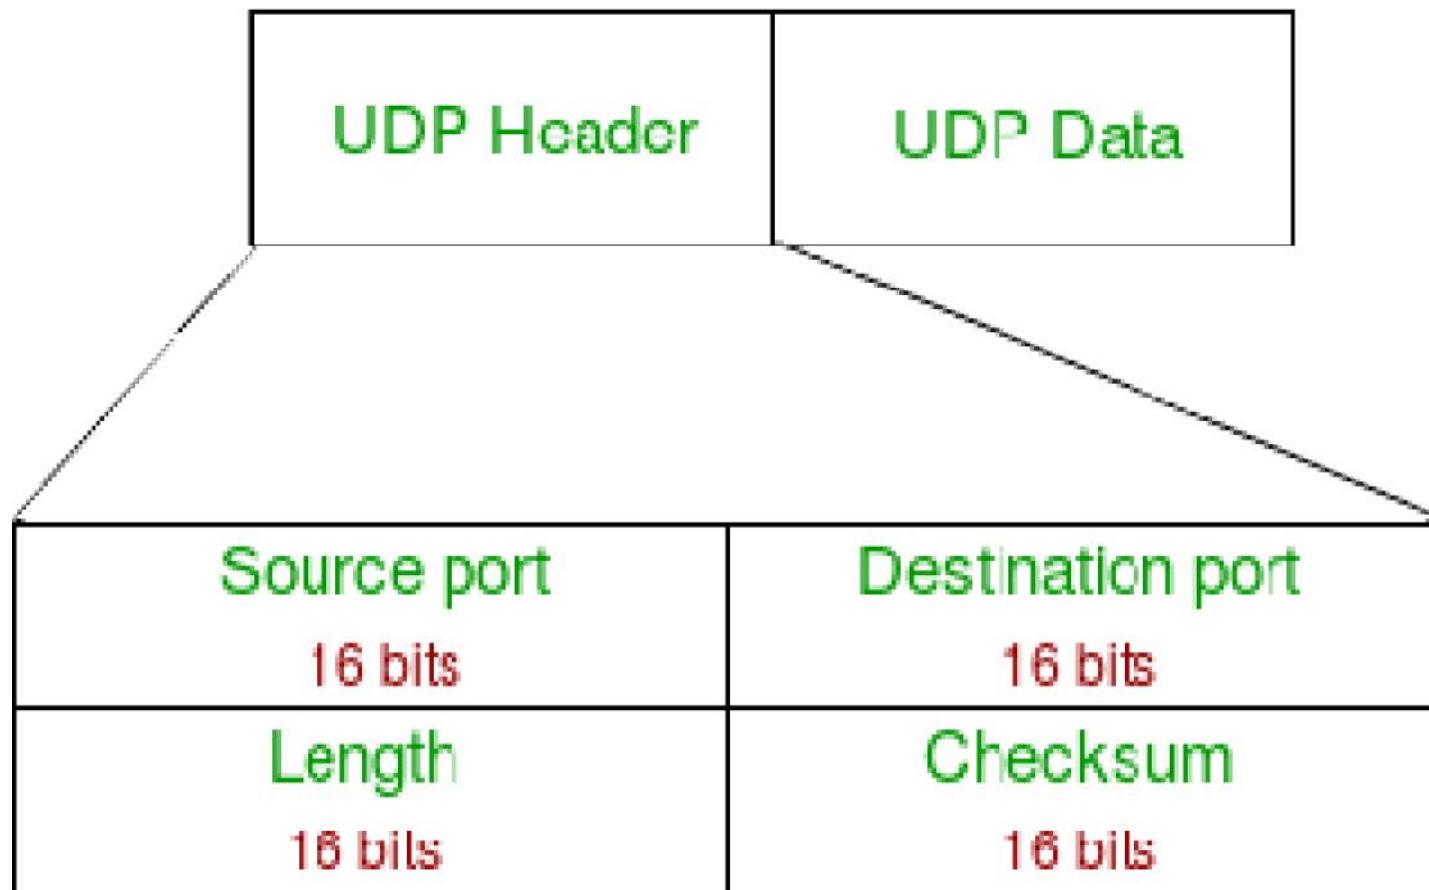 UDP Header
UDP Data
Source port
Destination port
16 bits
16 bits
Length
Checksum
16 bits
16 bits